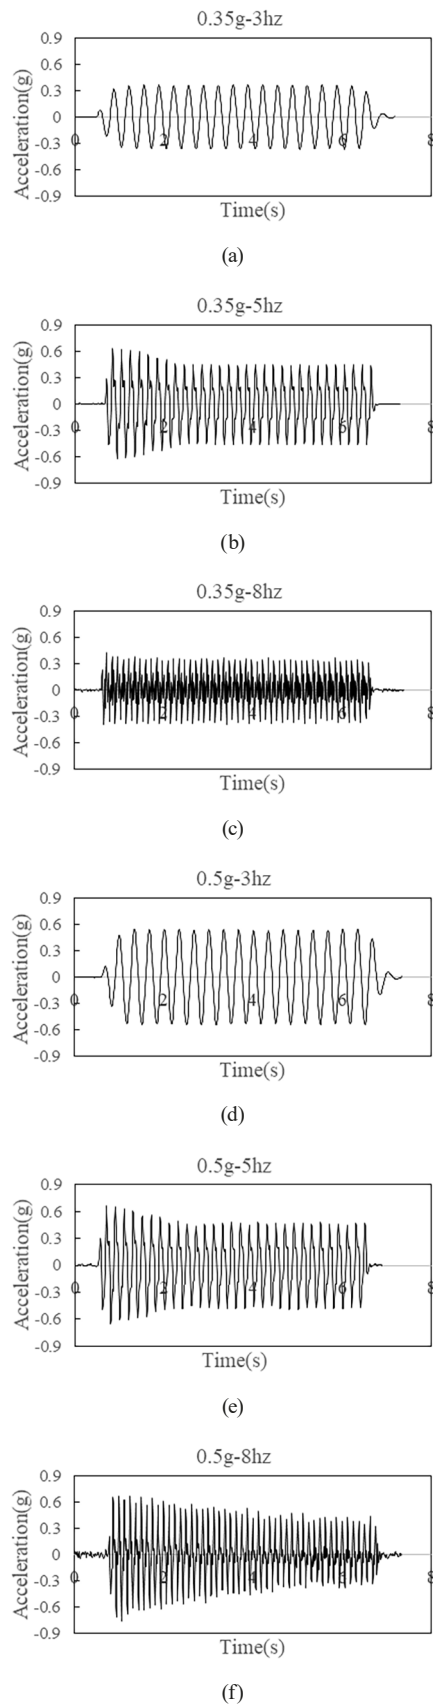 0.35g-3hz
0.9
0.6
0.3
0
-0.3
-0.6
-0.9
0 2 4 6 8
Acceleration(g)
Time(s)
(a)
0.35g-5hz
0.9
0.6
0.3
0
-0.3
-0.6
-0.9
0 2 4 6 8
Acceleration(g)
Time(s)
(b)
0.35g-8hz
0.9
0.6
0.3
0
-0.3
-0.6
-0.9
0 2 4 6 8
Acceleration(g)
Time(s)
(c)
0.5g-3hz
0.9
0.6
0.3
0
-0.3
-0.6
-0.9
0 2 4 6 8
Acceleration(g)
Time(s)
(d)
0.5g-5hz
0.9
0.6
0.3
0
-0.3
-0.6
-0.9
0 2 4 6 8
Acceleration(g)
Time(s)
(e)
0.5g-8hz
0.9
0.6
0.3
0
-0.3
-0.6
-0.9
0 2 4 6 8
Acceleration(g)
Time(s)
(f)